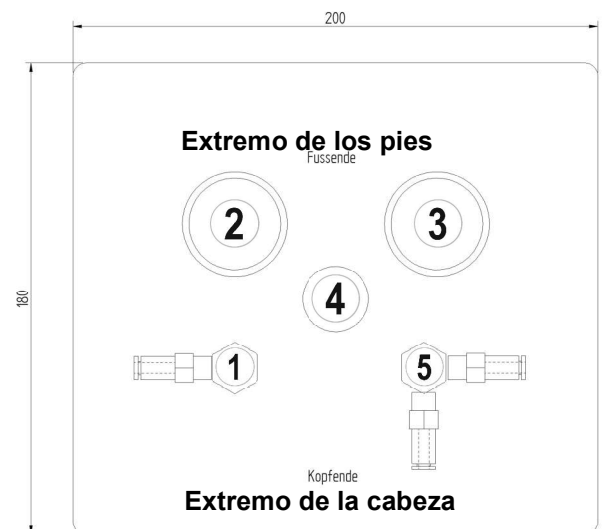 200
180
Extremo de los pies
Fussende
2 3
4
1 5
Kopfende
Extremo de la cabeza